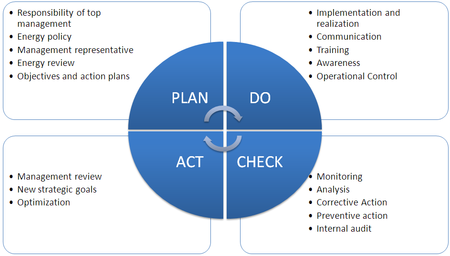 • Responsibility of top
management
• Energy policy
• Management representative
• Energy review
• Objectives and action plans
• Implementation and
realization
• Communication
• Training
• Awareness
• Operational Control
PLAN
DO
ACT
CHECK
• Management review
• New strategic goals
• Optimization
• Monitoring
• Analysis
• Corrective Action
• Preventive action
• Internal audit